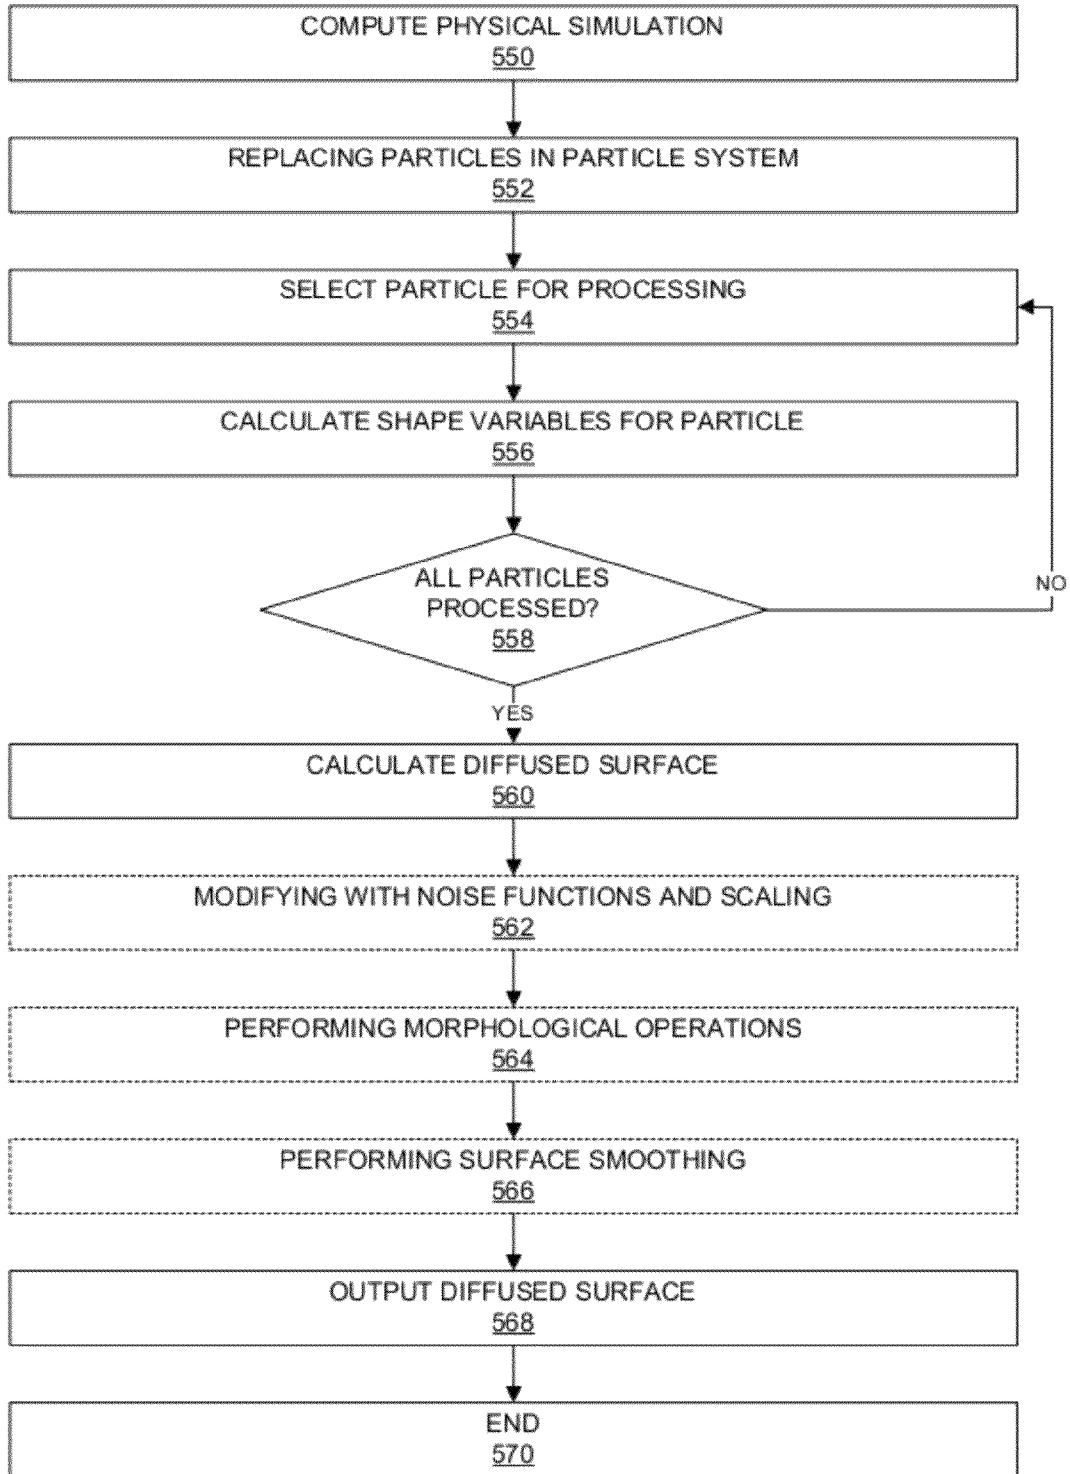 COMPUTE PHYSICAL SIMULATION
550
REPLACING PARTICLES IN PARTICLE SYSTEM
552
SELECT PARTICLE FOR PROCESSING
554
CALCULATE SHAPE VARIABLES FOR PARTICLE
556
ALL PARTICLES
PROCESSED?
558
NO
YES
CALCULATE DIFFUSED SURFACE
560
MODIFYING WITH NOISE FUNCTIONS AND SCALING
562
PERFORMING MORPHOLOGICAL OPERATIONS
564
PERFORMING SURFACE SMOOTHING
566
OUTPUT DIFFUSED SURFACE
568
END
570